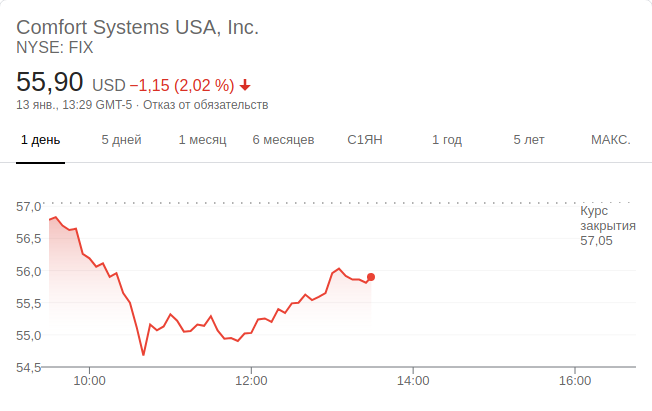 Comfort Systems USA, Inc.
NYSE: FIX
55,90 USD −1,15 (2,02 %)
13 янв., 13:29 GMT-5 · Отказ от обязательств
1 день 5 дней 1 месяц 6 месяцев С1ЯН 1 год 5 лет МАКС.
57,0
Курс
закрытия
57,05
56,5
56,0
55,5
55,0
54,5
10:00 12:00 14:00 16:00